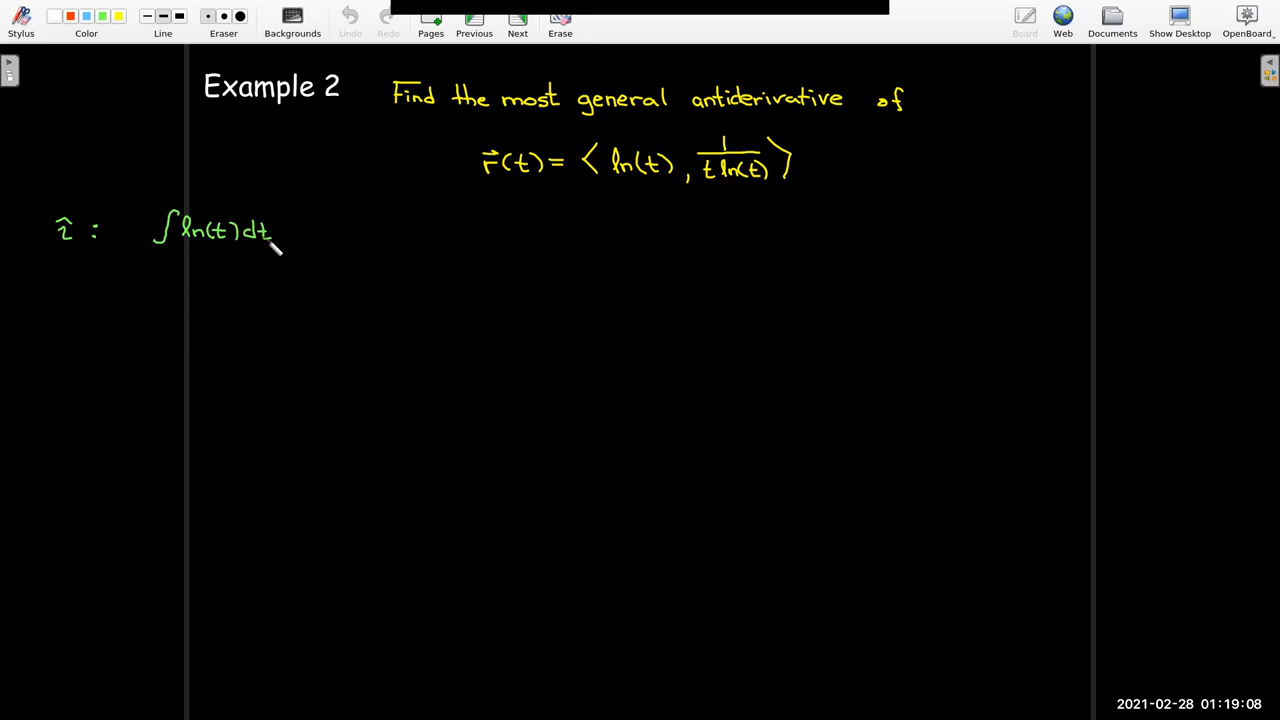 Stylus Color Line Eraser Backgrounds Undo Redo Pages Previous Next Erase Board Web Documents Show Desktop OpenBoard
Example 2 Find the most general antiderivative of
r⃗(t) = ⟨ ln(t), 1/(t ln(t)) ⟩
î : ∫ ln(t) dt
2021-02-28 01:19:08